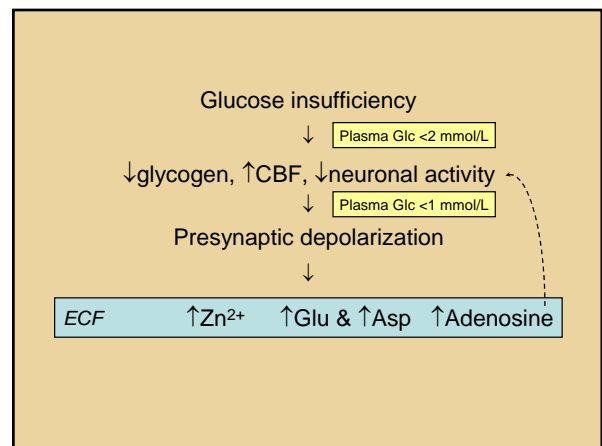 Glucose insufficiency
↓ Plasma Glc <2 mmol/L
↓glycogen, ↑CBF, ↓neuronal activity
↓ Plasma Glc <1 mmol/L
Presynaptic depolarization
↓
ECF ↑Zn²⁺ ↑Glu & ↑Asp ↑Adenosine